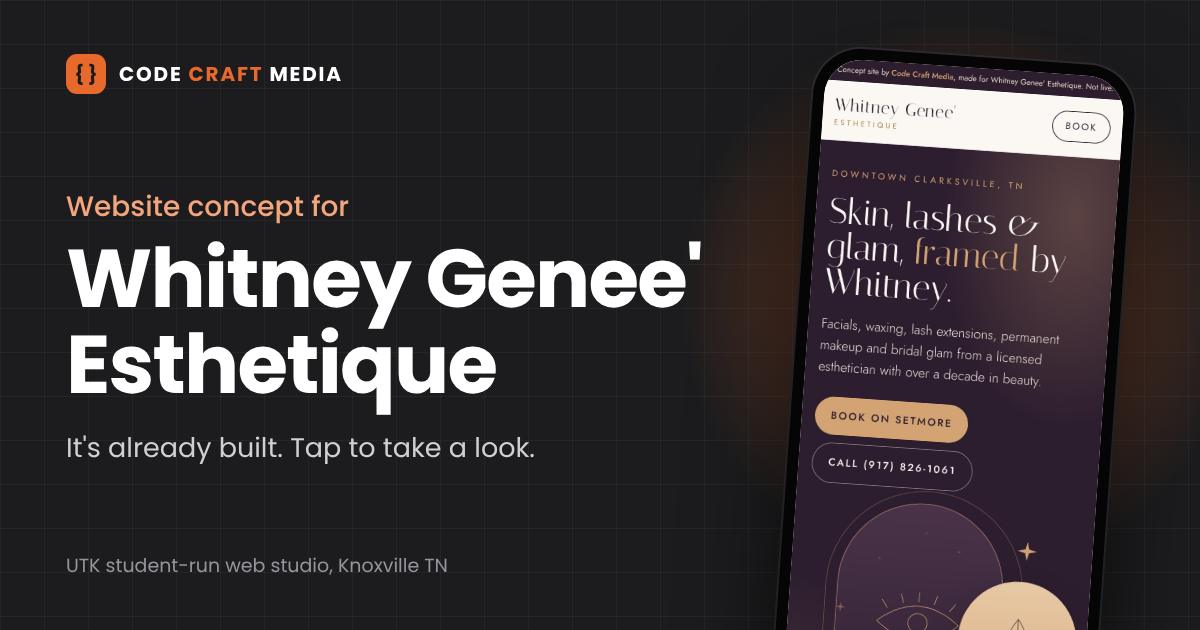 { } CODE CRAFT MEDIA
Website concept for
Whitney Genee'
Esthetique
It's already built. Tap to take a look.
UTK student-run web studio, Knoxville TN
Concept site by Code Craft Media, made for Whitney Genee' Esthetique. Not live.
Whitney Genee'
ESTHETIQUE
BOOK
DOWNTOWN CLARKSVILLE, TN
Skin, lashes &
glam, framed by
Whitney.
Facials, waxing, lash extensions, permanent
makeup and bridal glam from a licensed
esthetician with over a decade in beauty.
BOOK ON SETMORE
CALL (917) 826-1061